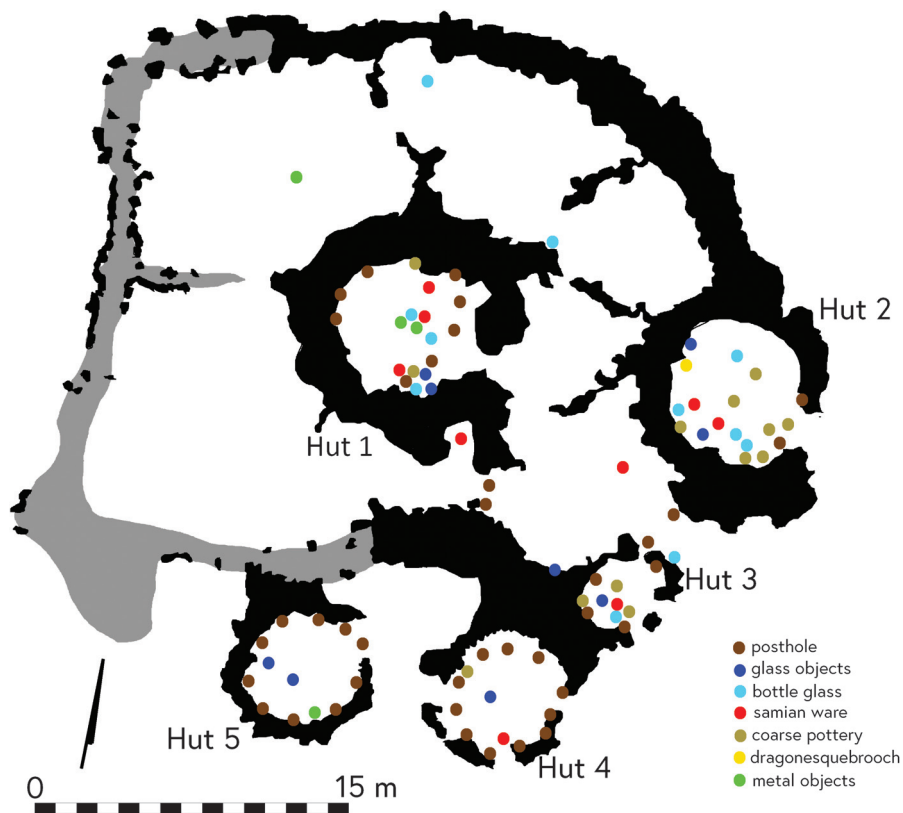 Hut 2
Hut 1
Hut 3
Hut 5
Hut 4
posthole
glass objects
bottle glass
samian ware
coarse pottery
dragonesquebrooch
metal objects
0 15 m